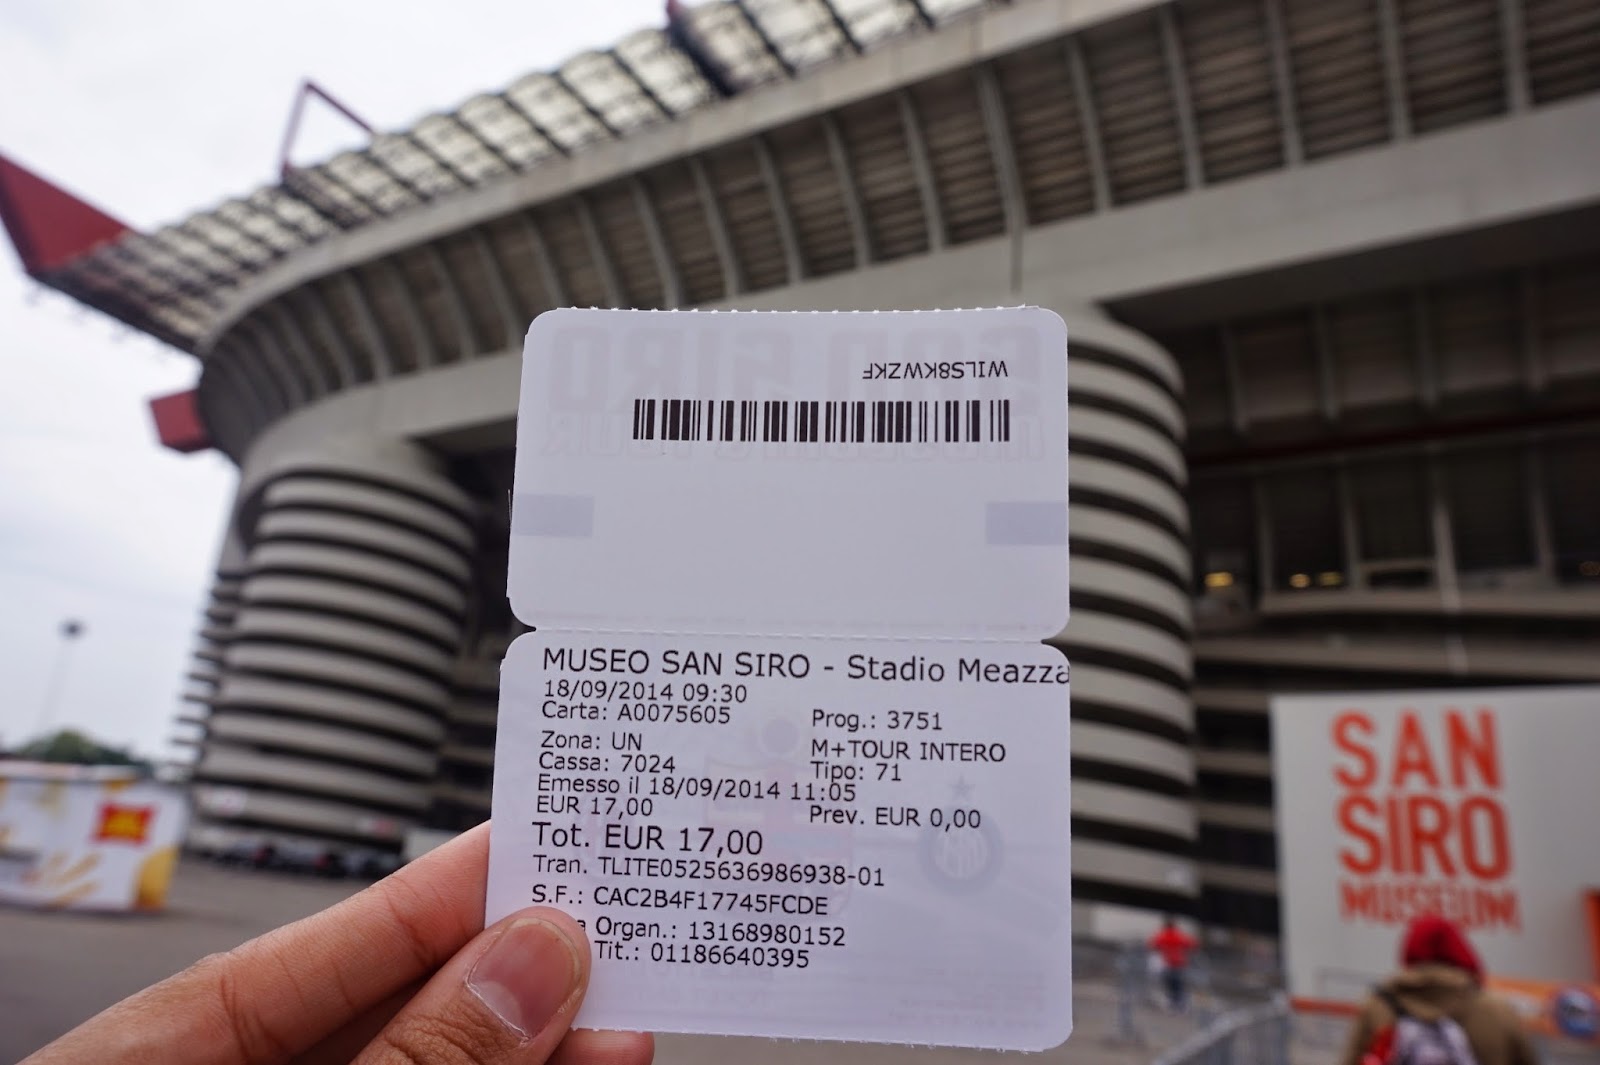 WILS8KWZKF
MUSEO SAN SIRO - Stadio Meazza
18/09/2014 09:30
Carta: A0075605 Prog.: 3751
Zona: UN M+TOUR INTERO
Cassa: 7024 Tipo: 71
Emesso il 18/09/2014 11:05
EUR 17,00 Prev. EUR 0,00
Tot. EUR 17,00
Tran. TLITE0525636986938-01
S.F.: CAC2B4F17745FCDE
Organ.: 13168980152
Tit.: 01186640395
SAN
SIRO
MUSEUM